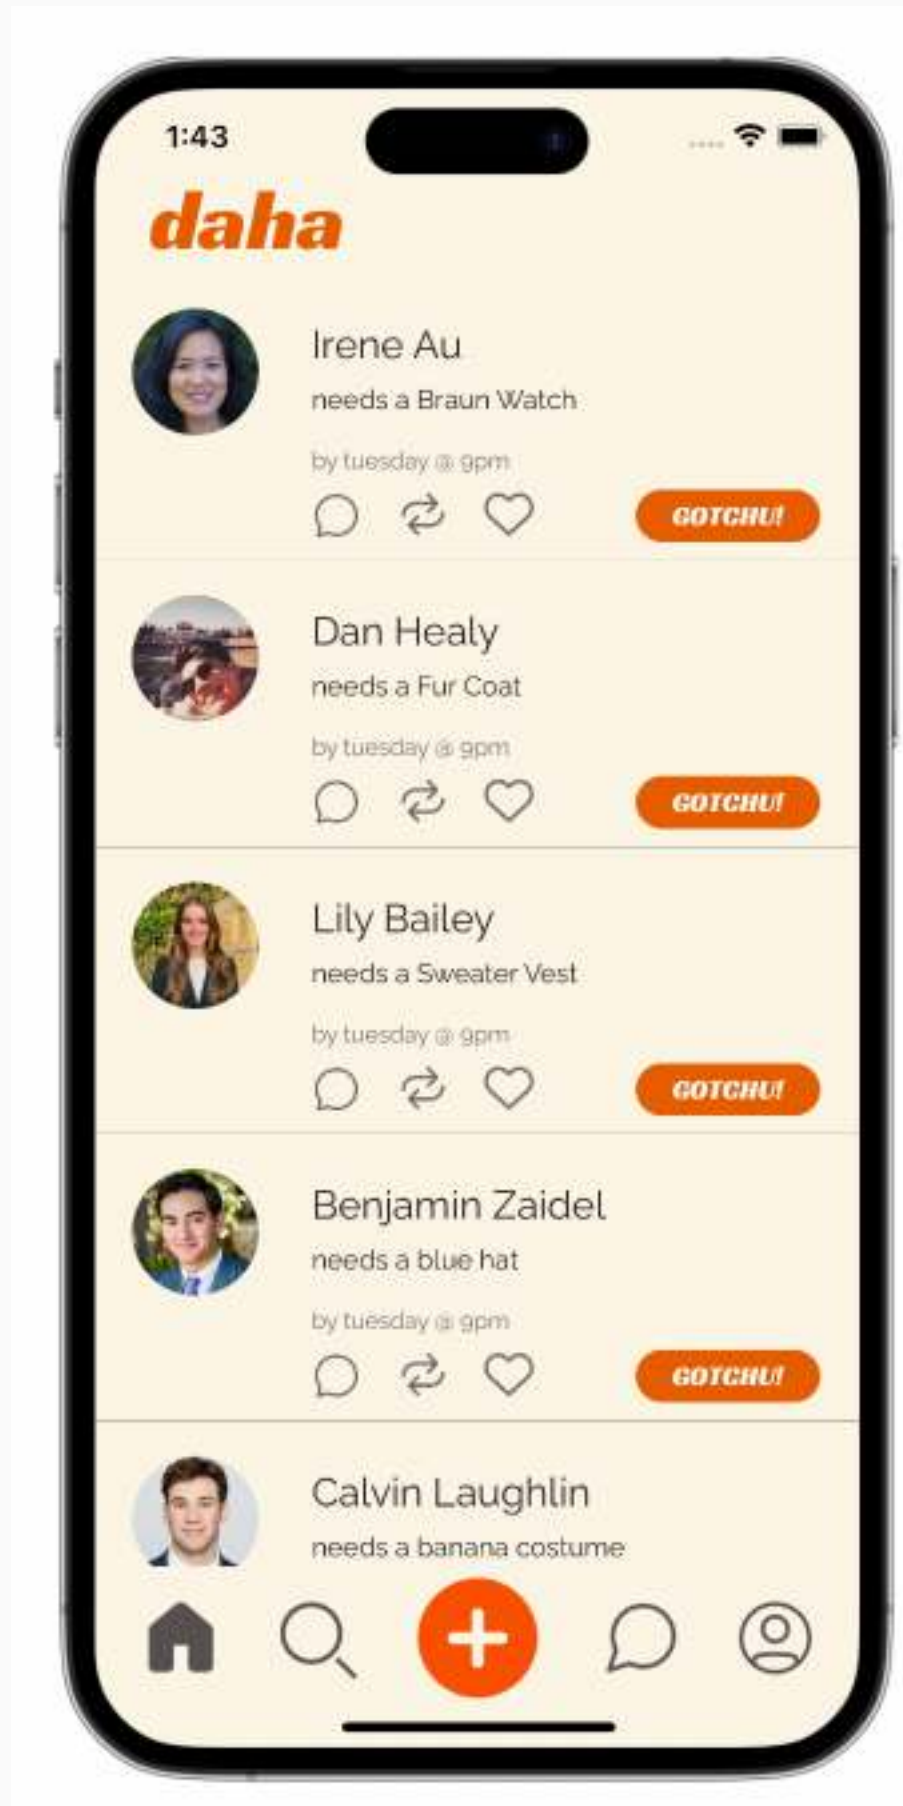 1:43
daha
Irene Au
needs a Braun Watch
by tuesday @ 9pm
GOTCHU!
Dan Healy
needs a Fur Coat
by tuesday @ 9pm
GOTCHU!
Lily Bailey
needs a Sweater Vest
by tuesday @ 9pm
GOTCHU!
Benjamin Zaidel
needs a blue hat
by tuesday @ 9pm
GOTCHU!
Calvin Laughlin
needs a banana costume